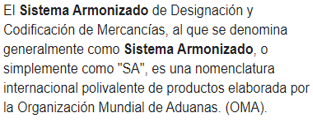 El Sistema Armonizado de Designación y
Codificación de Mercancías, al que se denomina
generalmente como Sistema Armonizado, o
simplemente como "SA", es una nomenclatura
internacional polivalente de productos elaborada por
la Organización Mundial de Aduanas. (OMA).